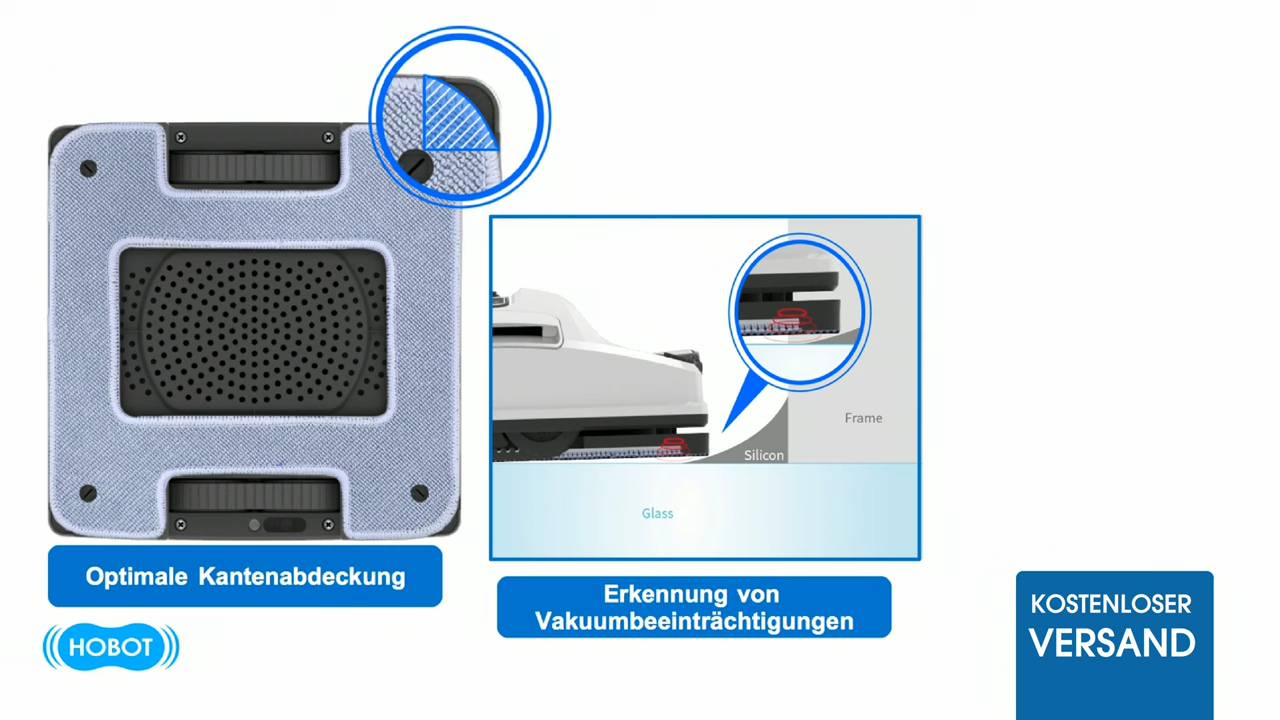 Frame
Silicon
Glass
Optimale Kantenabdeckung
Erkennung von
Vakuumbeeinträchtigungen
HOBOT
KOSTENLOSER
VERSAND